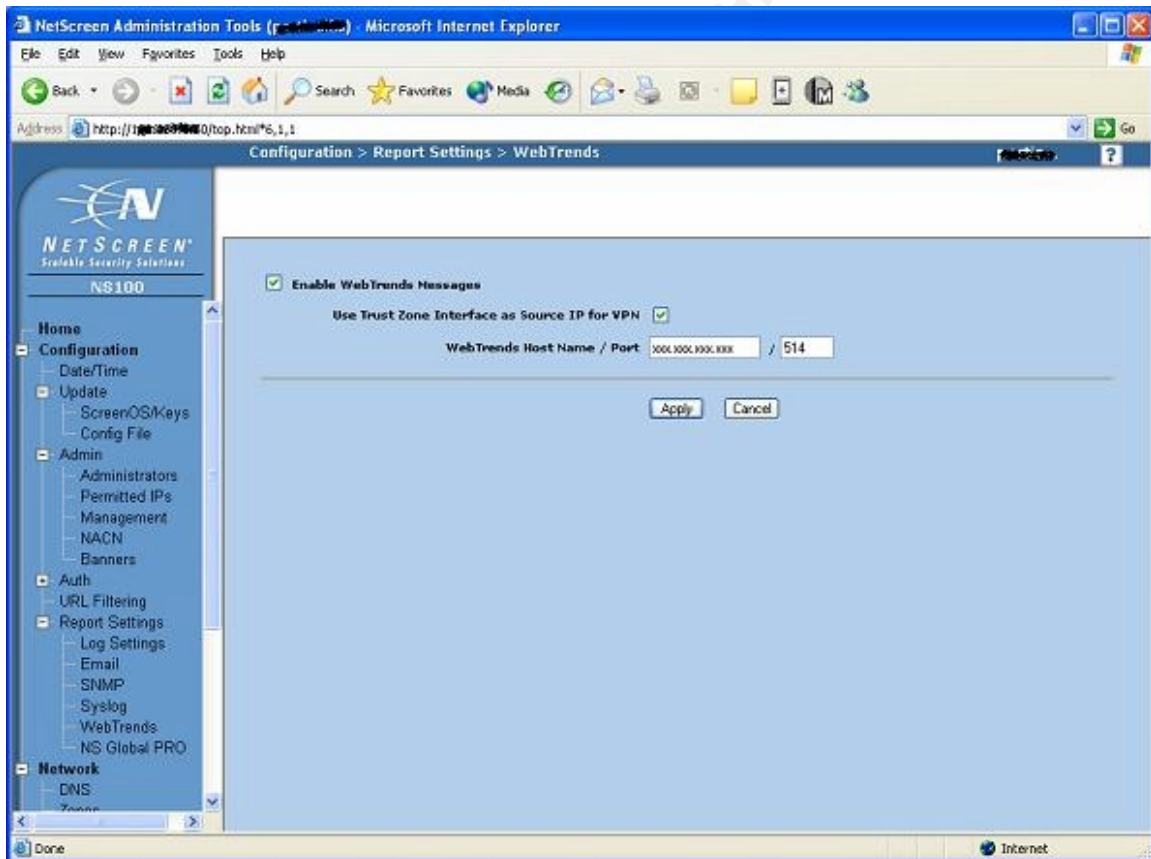 NetScreen Administration Tools ( ) - Microsoft Internet Explorer
File Edit View Favorites Tools Help
Back Search Favorites Media
Address http:// 0/top.html*6,1,1 Go
Configuration > Report Settings > WebTrends ?
N
NETSCREEN
Scalable Security Solutions
NS100
Enable WebTrends Messages
Use Trust Zone Interface as Source IP for VPN
WebTrends Host Name / Port xxx.xxx.xxx.xxx / 514
Apply Cancel
Home
Configuration
Date/Time
Update
ScreenOS/Keys
Config File
Admin
Administrators
Permitted IPs
Management
NACN
Banners
Auth
URL Filtering
Report Settings
Log Settings
Email
SNMP
Syslog
WebTrends
NS Global PRO
Network
DNS
Zones
Done Internet